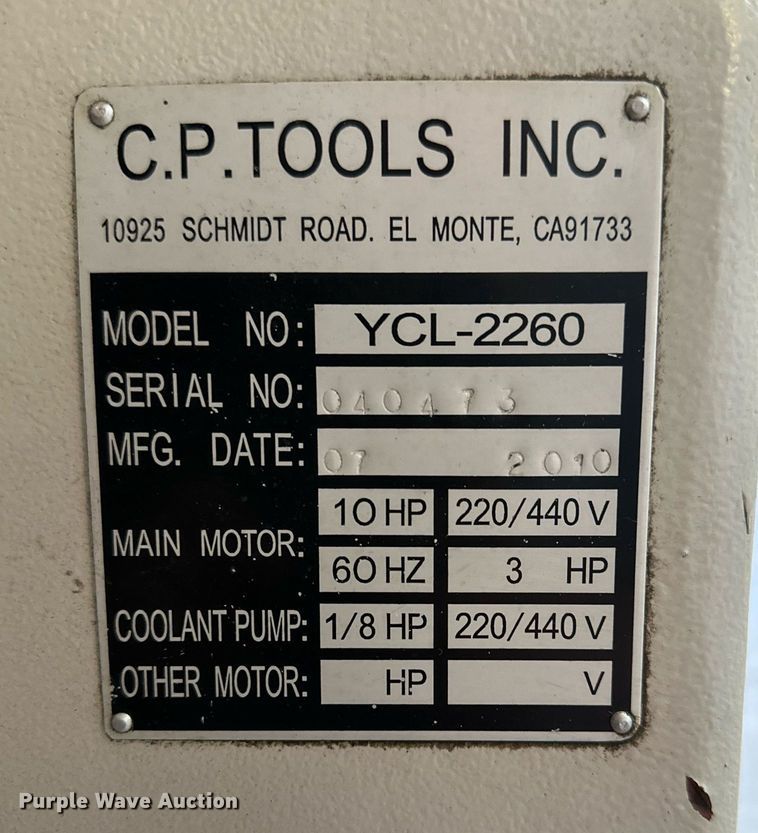 C.P.TOOLS INC.
10925 SCHMIDT ROAD. EL MONTE, CA91733
MODEL NO: YCL-2260
SERIAL NO: 040473
MFG. DATE: 07 2010
MAIN MOTOR: 10 HP 220/440 V
60 HZ 3 HP
COOLANT PUMP: 1/8 HP 220/440 V
OTHER MOTOR: HP V
Purple Wave Auction